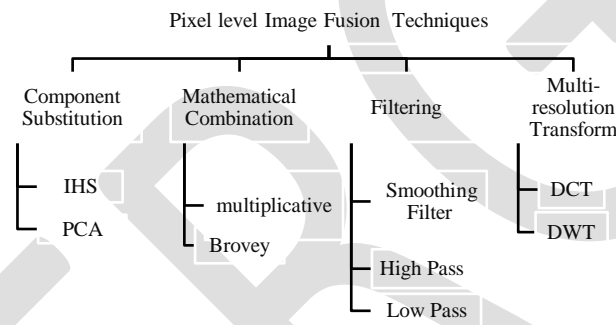 Pixel level Image Fusion Techniques
Component
Substitution
IHS
PCA
Mathematical
Combination
multiplicative
Brovey
Filtering
Smoothing
Filter
High Pass
Low Pass
Multi-
resolution
Transform
DCT
DWT